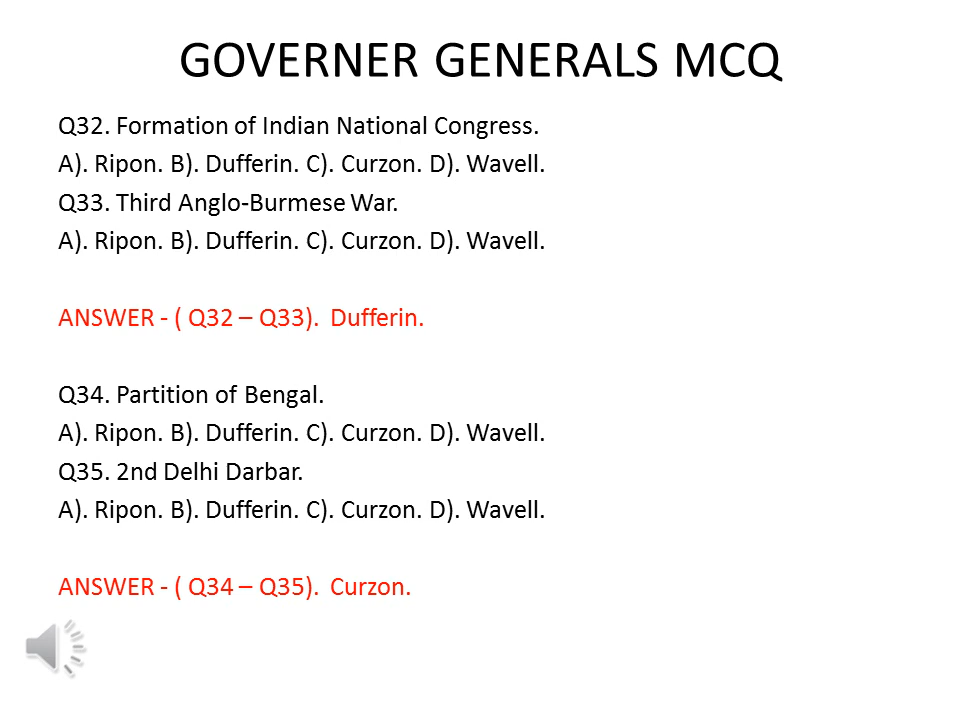 GOVERNER GENERALS MCQ
Q32. Formation of Indian National Congress.
A). Ripon. B). Dufferin. C). Curzon. D). Wavell.
Q33. Third Anglo-Burmese War.
A). Ripon. B). Dufferin. C). Curzon. D). Wavell.
ANSWER - ( Q32 – Q33). Dufferin.
Q34. Partition of Bengal.
A). Ripon. B). Dufferin. C). Curzon. D). Wavell.
Q35. 2nd Delhi Darbar.
A). Ripon. B). Dufferin. C). Curzon. D). Wavell.
ANSWER - ( Q34 – Q35). Curzon.